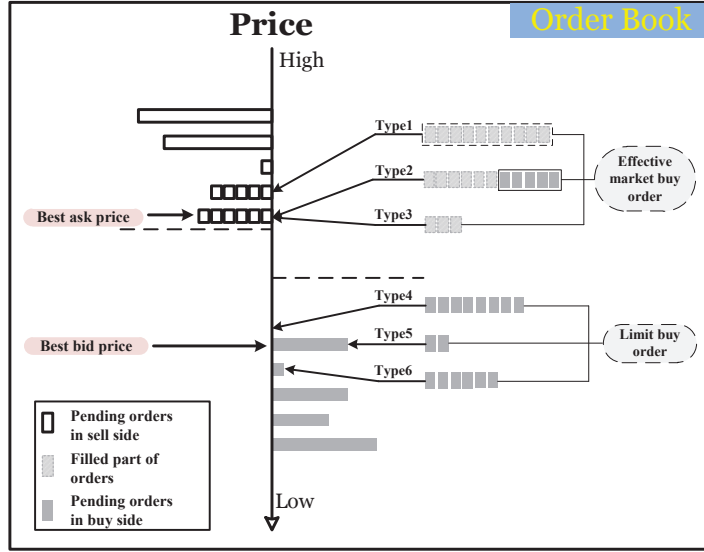 Price
Order Book
High
Type1
Type2
Type3
Effective
market buy
order
Best ask price
Type4
Type5
Type6
Best bid price
Limit buy
order
Pending orders
in sell side
Filled part of
orders
Pending orders
in buy side
Low